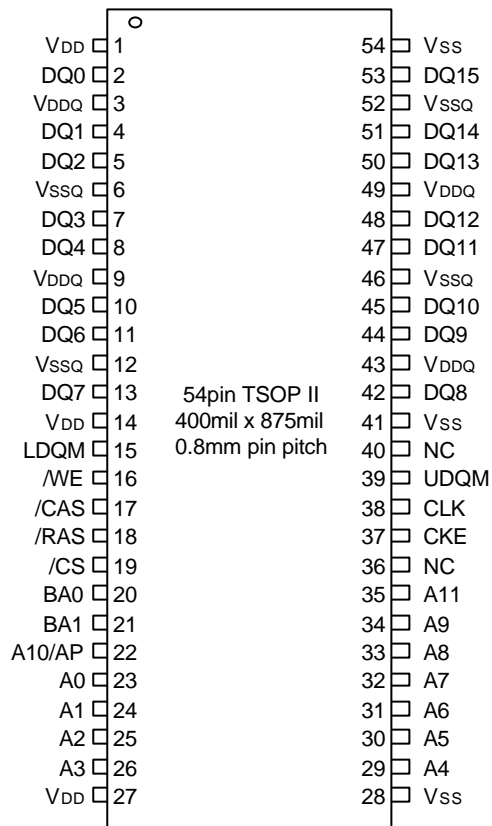 VDD 1 54 VSS
DQ0 2 53 DQ15
VDDQ 3 52 VSSQ
DQ1 4 51 DQ14
DQ2 5 50 DQ13
VSSQ 6 49 VDDQ
DQ3 7 48 DQ12
DQ4 8 47 DQ11
VDDQ 9 46 VSSQ
DQ5 10 45 DQ10
DQ6 11 44 DQ9
VSSQ 12 43 VDDQ
DQ7 13 54pin TSOP II 42 DQ8
VDD 14 400mil x 875mil 41 VSS
LDQM 15 0.8mm pin pitch 40 NC
/WE 16 39 UDQM
/CAS 17 38 CLK
/RAS 18 37 CKE
/CS 19 36 NC
BA0 20 35 A11
BA1 21 34 A9
A10/AP 22 33 A8
A0 23 32 A7
A1 24 31 A6
A2 25 30 A5
A3 26 29 A4
VDD 27 28 VSS